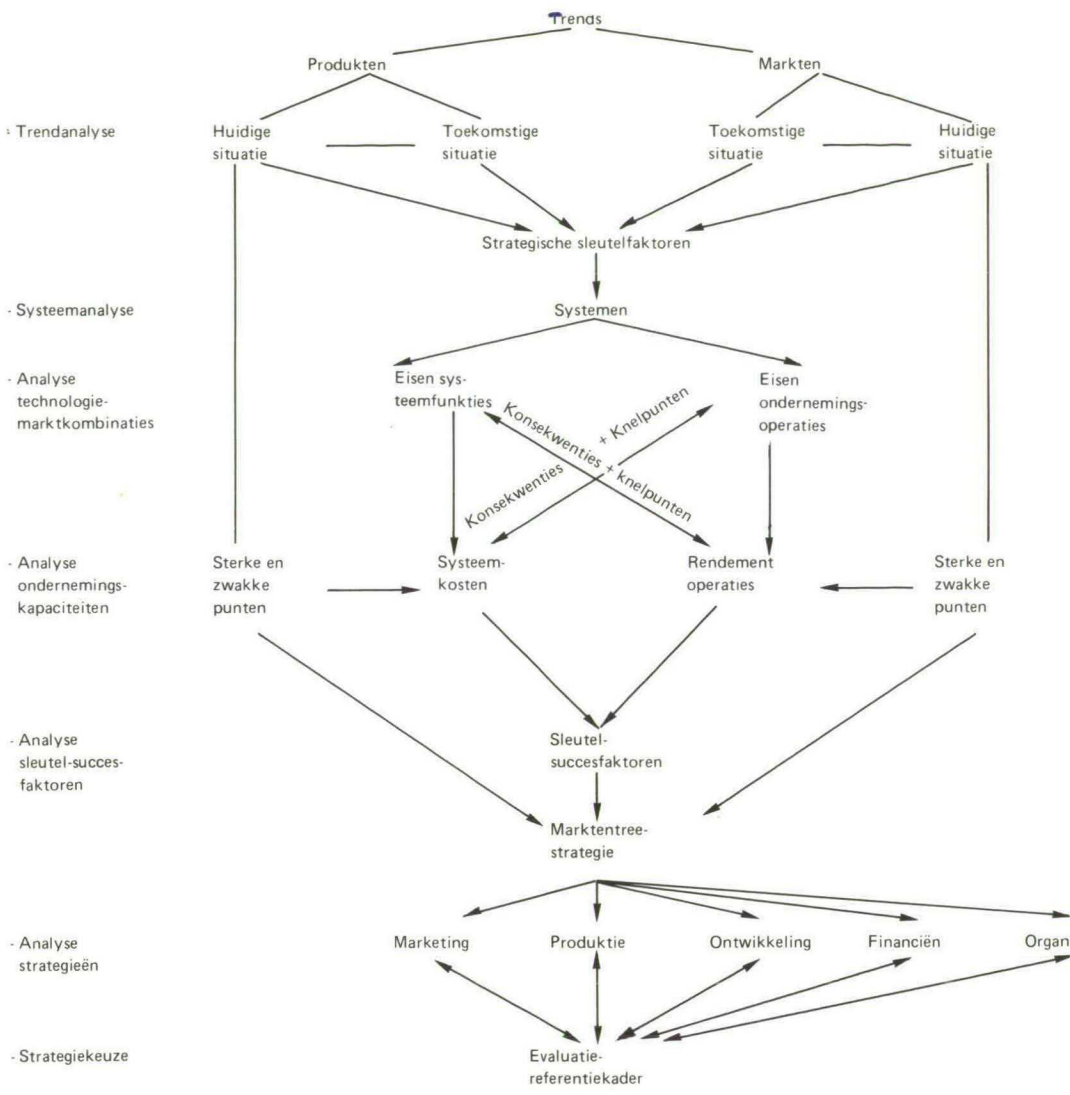 Trends
Produkten
Markten
- Trendanalyse
Huidige
situatie
Toekomstige
situatie
Toekomstige
situatie
Huidige
situatie
Strategische sleutelfaktoren
- Systeemanalyse
Systemen
- Analyse
technologie-
marktkombinaties
Eisen sys-
teemfunkties
Eisen
ondernemings-
operaties
Konsekwenties + knelpunten
Konsekwenties + Knelpunten
- Analyse
ondernemings-
kapaciteiten
Sterke en
zwakke
punten
Systeem-
kosten
Rendement
operaties
Sterke en
zwakke
punten
- Analyse
sleutel-succes-
faktoren
Sleutel-
succesfaktoren
Marktentree-
strategie
- Analyse
strategieën
Marketing
Produktie
Ontwikkeling
Financiën
Organ
- Strategiekeuze
Evaluatie-
referentiekader